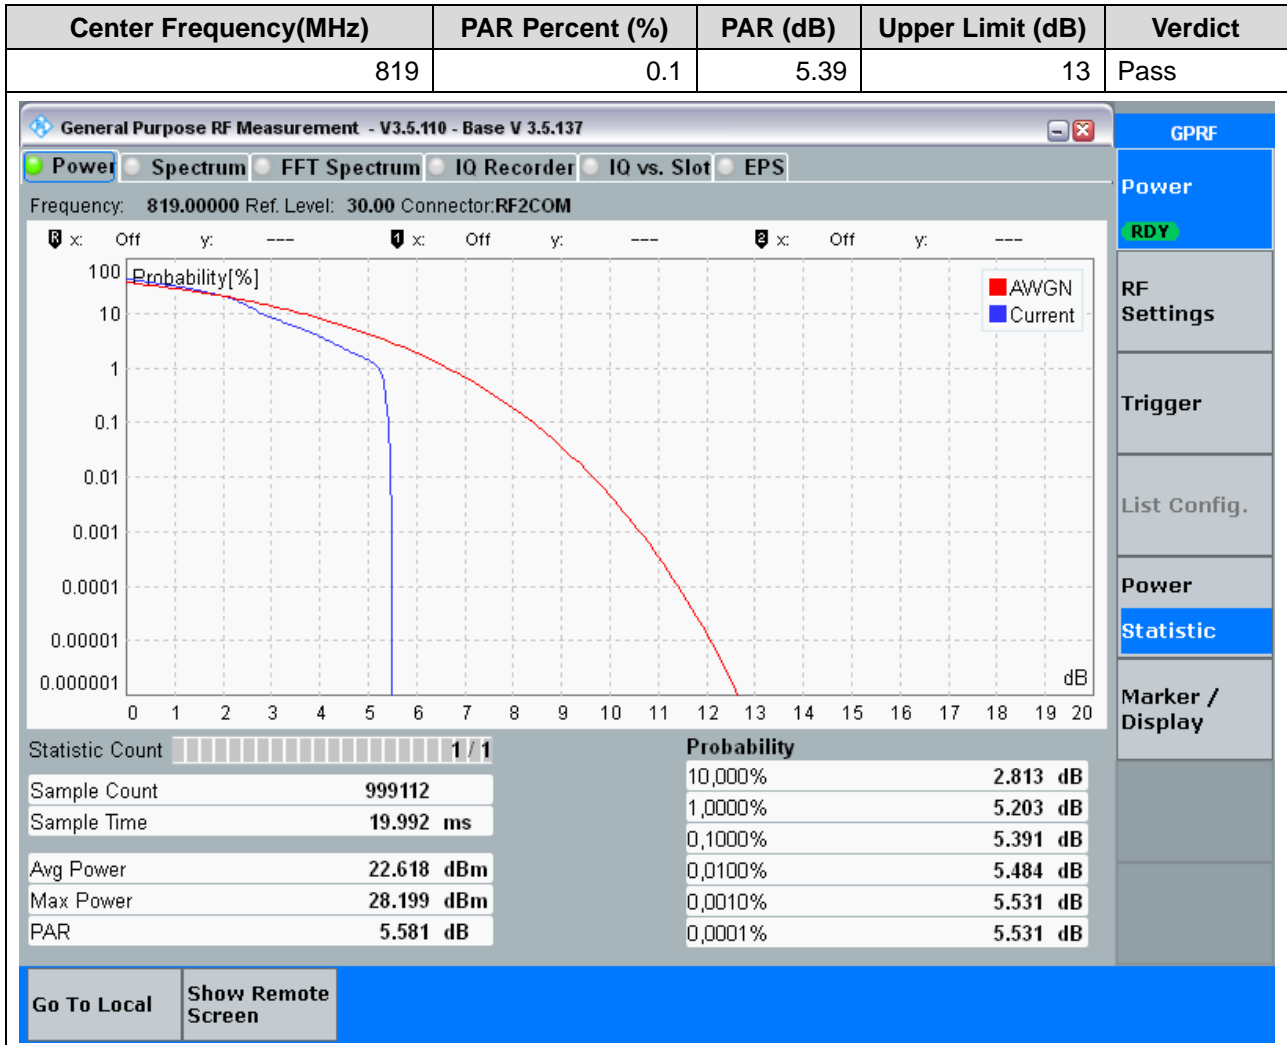 Center Frequency(MHz) PAR Percent (%) PAR (dB) Upper Limit (dB) Verdict
819 0.1 5.39 13 Pass
General Purpose RF Measurement - V3.5.110 - Base V 3.5.137
GPRF
Power Spectrum FFT Spectrum IQ Recorder IQ vs. Slot EPS
Frequency: 819.00000 Ref. Level: 30.00 Connector:RF2COM
R x: Off y: --- 1 x: Off y: --- 2 x: Off y: ---
Probability[%]
AWGN
Current
100
10
1
0.1
0.01
0.001
0.0001
0.00001
0.000001
dB
0 1 2 3 4 5 6 7 8 9 10 11 12 13 14 15 16 17 18 19 20
Statistic Count 1 / 1
Sample Count 999112
Sample Time 19.992 ms
Avg Power 22.618 dBm
Max Power 28.199 dBm
PAR 5.581 dB
Probability
10,000% 2.813 dB
1,0000% 5.203 dB
0,1000% 5.391 dB
0,0100% 5.484 dB
0,0010% 5.531 dB
0,0001% 5.531 dB
Power
RDY
RF
Settings
Trigger
List Config.
Power
Statistic
Marker /
Display
Go To Local
Show Remote
Screen